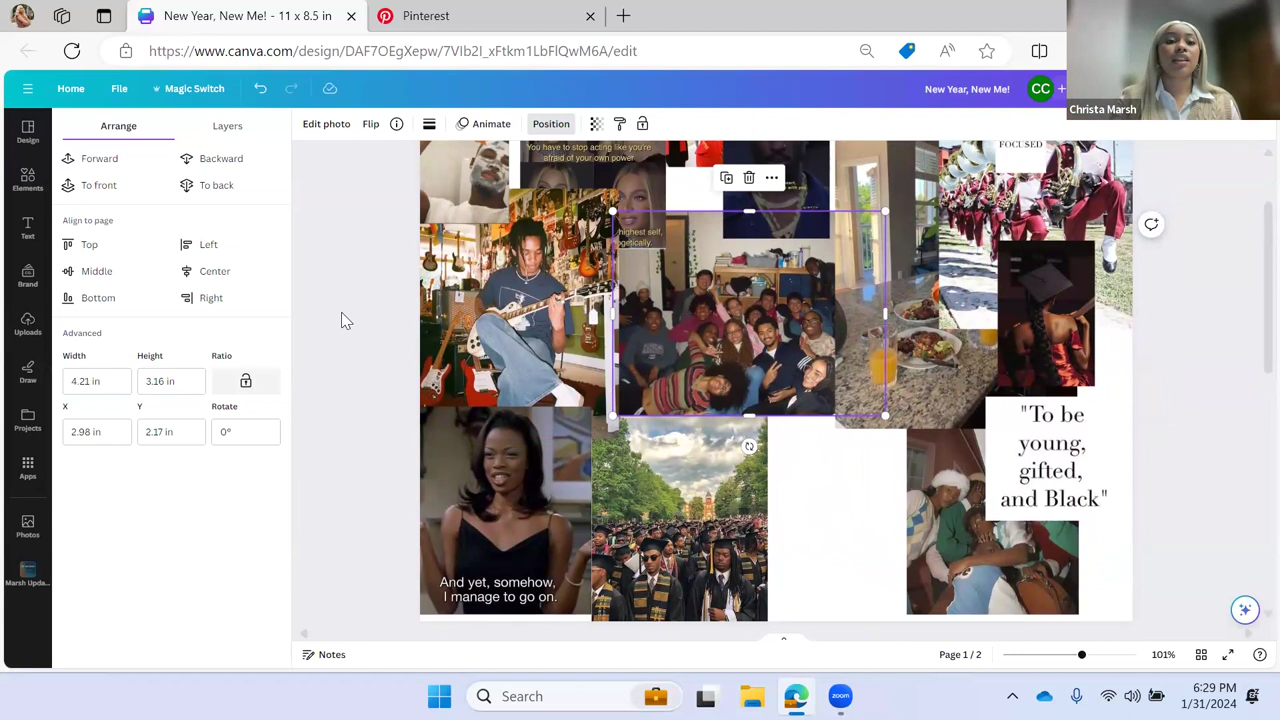 New Year, New Me! - 11 x 8.5 in
Pinterest
https://www.canva.com/design/DAF7OEgXepw/7VIb2I_xFtkm1LbFlQwM6A/edit
Christa Marsh
Home
File
Magic Switch
New Year, New Me!
CC
Design
Elements
Text
Brand
Uploads
Draw
Projects
Apps
Photos
Marsh Upda...
Arrange
Layers
Forward
Backward
To front
To back
Align to page
Top
Left
Middle
Center
Bottom
Right
Advanced
Width
Height
Ratio
4.21 in
3.16 in
X
Y
Rotate
2.98 in
2.17 in
0°
Edit photo
Flip
Animate
Position
You have to stop acting like you're
afraid of your own power
highest self,
FOCUSED
"To be
young,
gifted,
and Black"
And yet, somehow,
I manage to go on.
Notes
Page 1 / 2
101%
Search
zoom
6:29 PM
1/31/2024